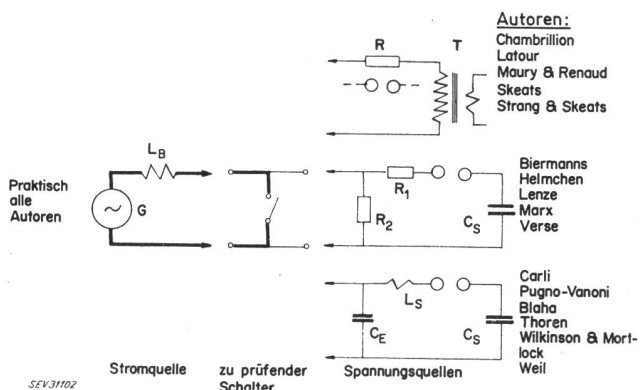 Autoren:
R
T
Chambrillion
Latour
Maury & Renaud
Skeats
Strang & Skeats
L_B
Praktisch
alle
Autoren
G
R_1
R_2
C_S
Biermanns
Helmchen
Lenze
Marx
Verse
L_S
C_E
C_S
Carli
Pugno-Vanoni
Blaha
Thoren
Wilkinson & Mort-
lock
Weil
Stromquelle
zu prüfender
Schalter
Spannungsquellen
SEV31102